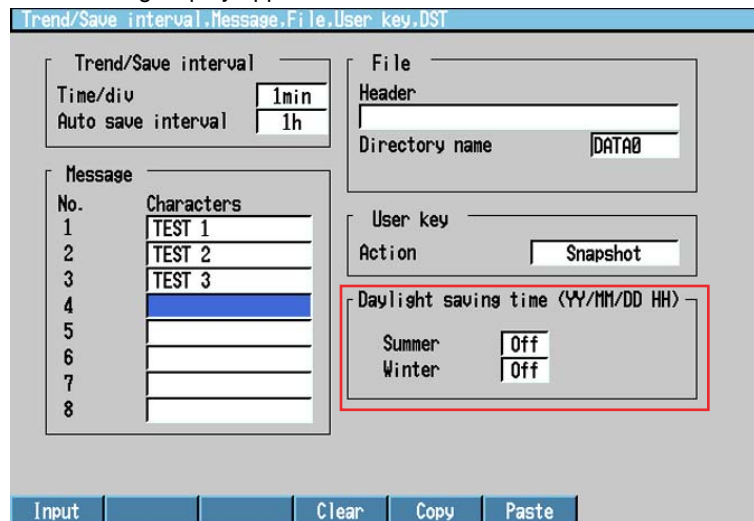 Trend/Save interval,Message,File,User key,DST
Trend/Save interval
Time/div 1min
Auto save interval 1h
Message
No. Characters
1 TEST 1
2 TEST 2
3 TEST 3
4
5
6
7
8
File
Header
Directory name DATA0
User key
Action Snapshot
Daylight saving time (YY/MM/DD HH)
Summer Off
Winter Off
Input Clear Copy Paste